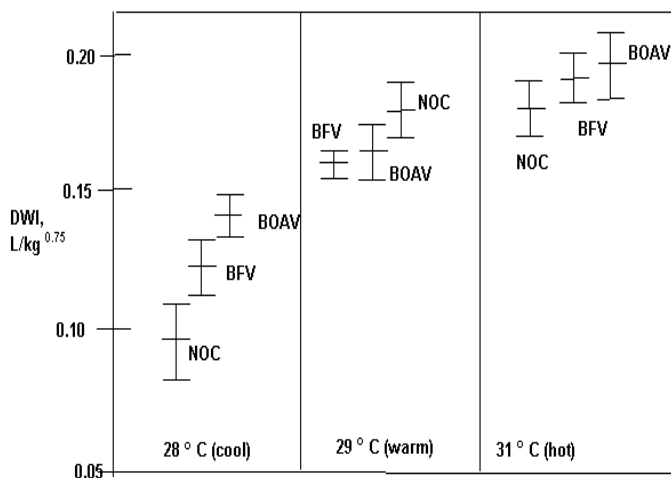 0.20
BOAV
NOC
BFV
BFV
NOC
BOAV
0.15
DWI,
L/kg 0.75
BOAV
BFV
0.10
NOC
28 ° C (cool)
29 ° C (warm)
31 ° C (hot)
0.05